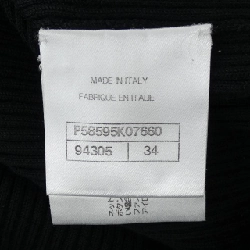 MADE IN ITALY
FABRIQUE EN ITALIE
P58595K07560
94305 34